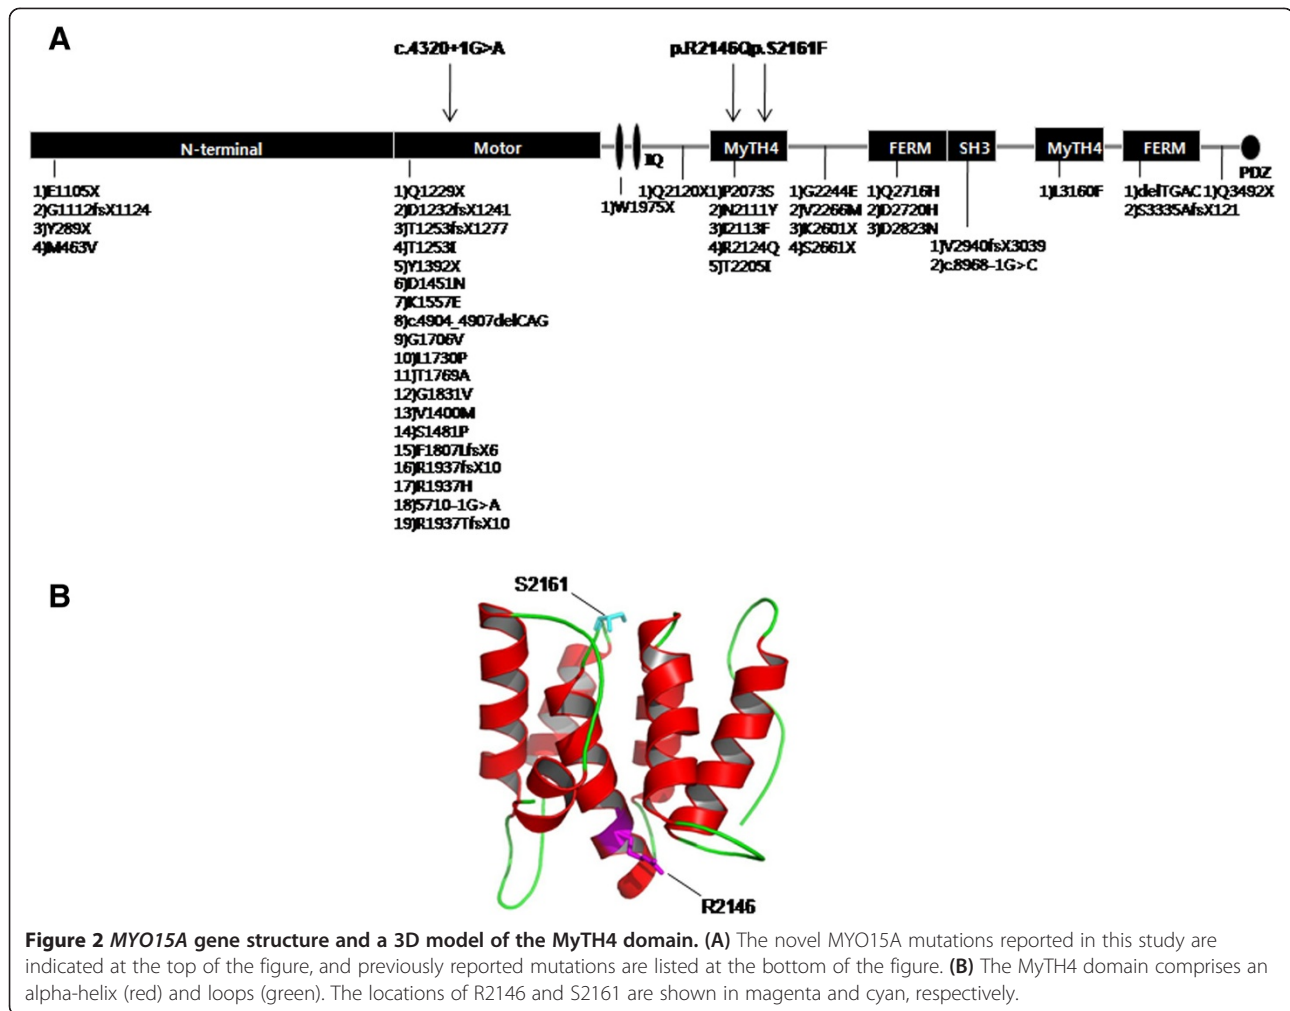 A
c.4320+1G>A
p.R2146Qp.S2161F
N-terminal
Motor
IQ
MyTH4
FERM
SH3
MyTH4
FERM
PDZ
1)E1105X
2)G1112fsX1124
3)Y289X
4)M463V
1)Q1229X
2)D1232fsX1241
3)T1253fsX1277
4)T1253I
5)Y1392X
6)D1451N
7)K1557E
8)c.4904_4907delCAG
9)G1706V
10)L1730P
11)T1769A
12)G1831V
13)V1400M
14)S1481P
15)F1807LfsX6
16)R1937fsX10
17)R1937H
18)5710-1G>A
19)R1937TfsX10
1)W1975X
1)Q2120X
1)P2073S
2)N2111Y
3)I2113F
4)R2124Q
5)T2205I
1)G2244E
2)V2266M
3)K2601X
4)S2661X
1)Q2716H
2)D2720H
3)D2823N
1)V2940fsX3039
2)c.8968-1G>C
1)L3160F
1)delTGAC
2)S3335AfsX121
1)Q3492X
B
S2161
R2146
Figure 2 MYO15A gene structure and a 3D model of the MyTH4 domain. (A) The novel MYO15A mutations reported in this study are
indicated at the top of the figure, and previously reported mutations are listed at the bottom of the figure. (B) The MyTH4 domain comprises an
alpha-helix (red) and loops (green). The locations of R2146 and S2161 are shown in magenta and cyan, respectively.